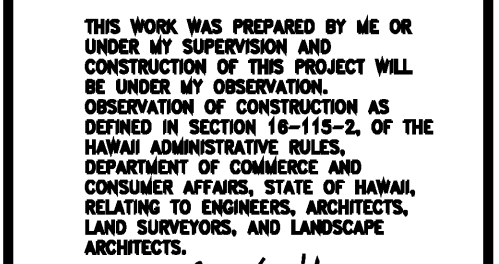 THIS WORK WAS PREPARED BY ME OR
UNDER MY SUPERVISION AND
CONSTRUCTION OF THIS PROJECT WILL
BE UNDER MY OBSERVATION.
OBSERVATION OF CONSTRUCTION AS
DEFINED IN SECTION 16-115-2, OF THE
HAWAII ADMINISTRATIVE RULES,
DEPARTMENT OF COMMERCE AND
CONSUMER AFFAIRS, STATE OF HAWAII,
RELATING TO ENGINEERS, ARCHITECTS,
LAND SURVEYORS, AND LANDSCAPE
ARCHITECTS.